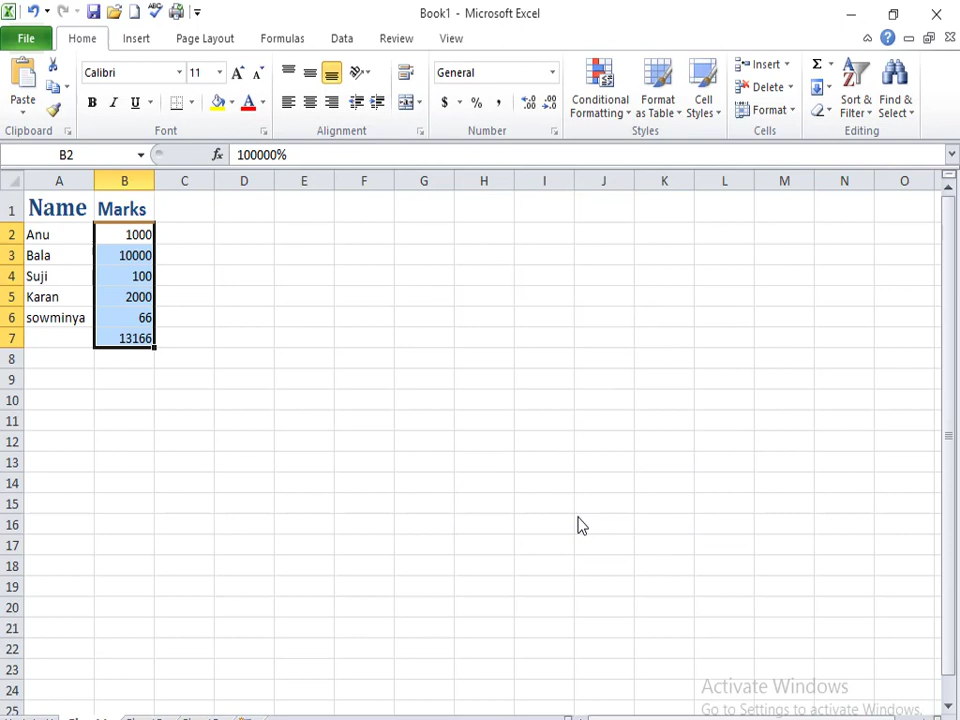 Book1 - Microsoft Excel
File Home Insert Page Layout Formulas Data Review View
Paste
Calibri 11
B I U
General
$ % ,
Conditional Formatting
Format as Table
Cell Styles
Insert
Delete
Format
Σ
Sort & Filter
Find & Select
Clipboard Font Alignment Number Styles Cells Editing
B2 fx 100000%
A B C D E F G H I J K L M N O
1 Name Marks
2 Anu 1000
3 Bala 10000
4 Suji 100
5 Karan 2000
6 sowminya 66
7 13166
8
9
10
11
12
13
14
15
16
17
18
19
20
21
22
23
24
25
Activate Windows
Go to Settings to activate Windows.